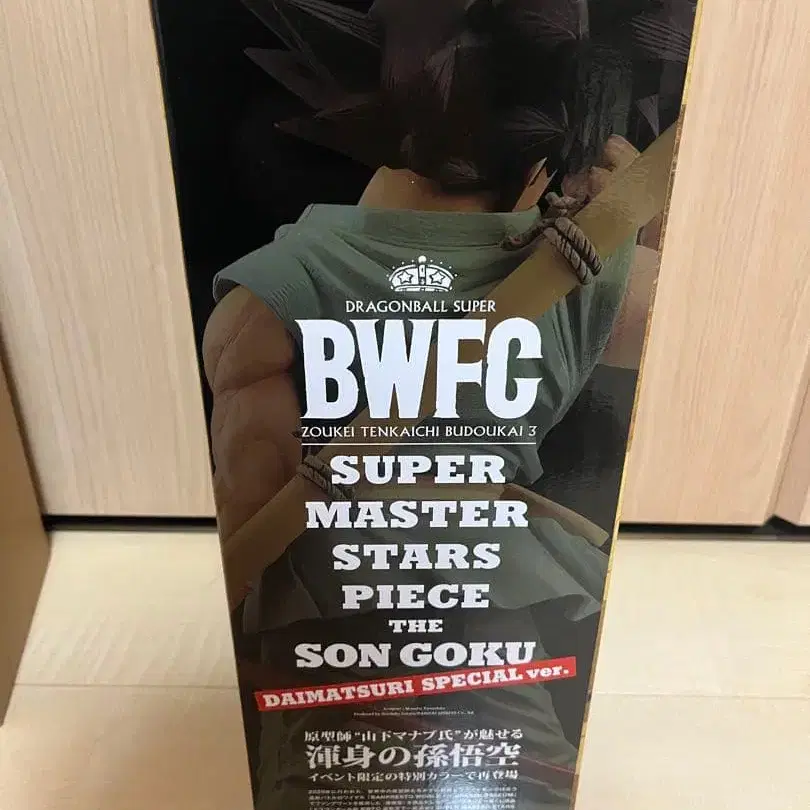 DRAGONBALL SUPER
BWFC
ZOUKEI TENKAICHI BUDOUKAI 3
SUPER
MASTER
STARS
PIECE
THE
SON GOKU
DAIMATSURI SPECIAL ver.
原型師“山下マナブ氏”が魅せる
渾身の孫悟空
イベント限定の特別カラーで再登場